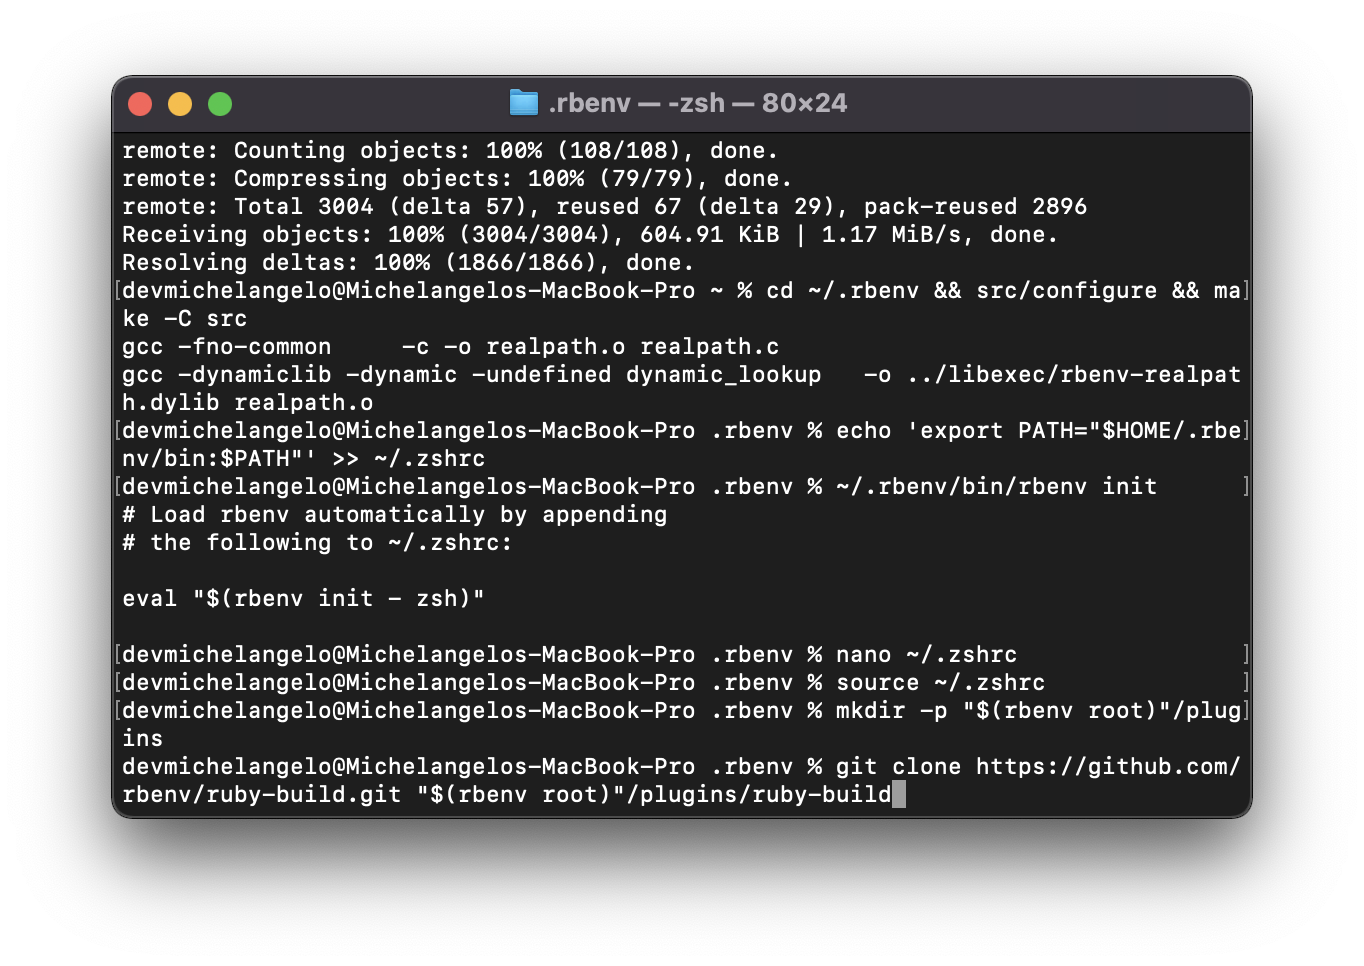 .rbenv — -zsh — 80×24
remote: Counting objects: 100% (108/108), done.
remote: Compressing objects: 100% (79/79), done.
remote: Total 3004 (delta 57), reused 67 (delta 29), pack-reused 2896
Receiving objects: 100% (3004/3004), 604.91 KiB | 1.17 MiB/s, done.
Resolving deltas: 100% (1866/1866), done.
[devmichelangelo@Michelangelos-MacBook-Pro ~ % cd ~/.rbenv && src/configure && ma]
ke -C src
gcc -fno-common     -c -o realpath.o realpath.c
gcc -dynamiclib -dynamic -undefined dynamic_lookup   -o ../libexec/rbenv-realpat
h.dylib realpath.o
[devmichelangelo@Michelangelos-MacBook-Pro .rbenv % echo 'export PATH="$HOME/.rbe]
nv/bin:$PATH"' >> ~/.zshrc
[devmichelangelo@Michelangelos-MacBook-Pro .rbenv % ~/.rbenv/bin/rbenv init      ]
# Load rbenv automatically by appending
# the following to ~/.zshrc:

eval "$(rbenv init - zsh)"

[devmichelangelo@Michelangelos-MacBook-Pro .rbenv % nano ~/.zshrc                ]
[devmichelangelo@Michelangelos-MacBook-Pro .rbenv % source ~/.zshrc              ]
[devmichelangelo@Michelangelos-MacBook-Pro .rbenv % mkdir -p "$(rbenv root)"/plug]
ins
devmichelangelo@Michelangelos-MacBook-Pro .rbenv % git clone https://github.com/
rbenv/ruby-build.git "$(rbenv root)"/plugins/ruby-build